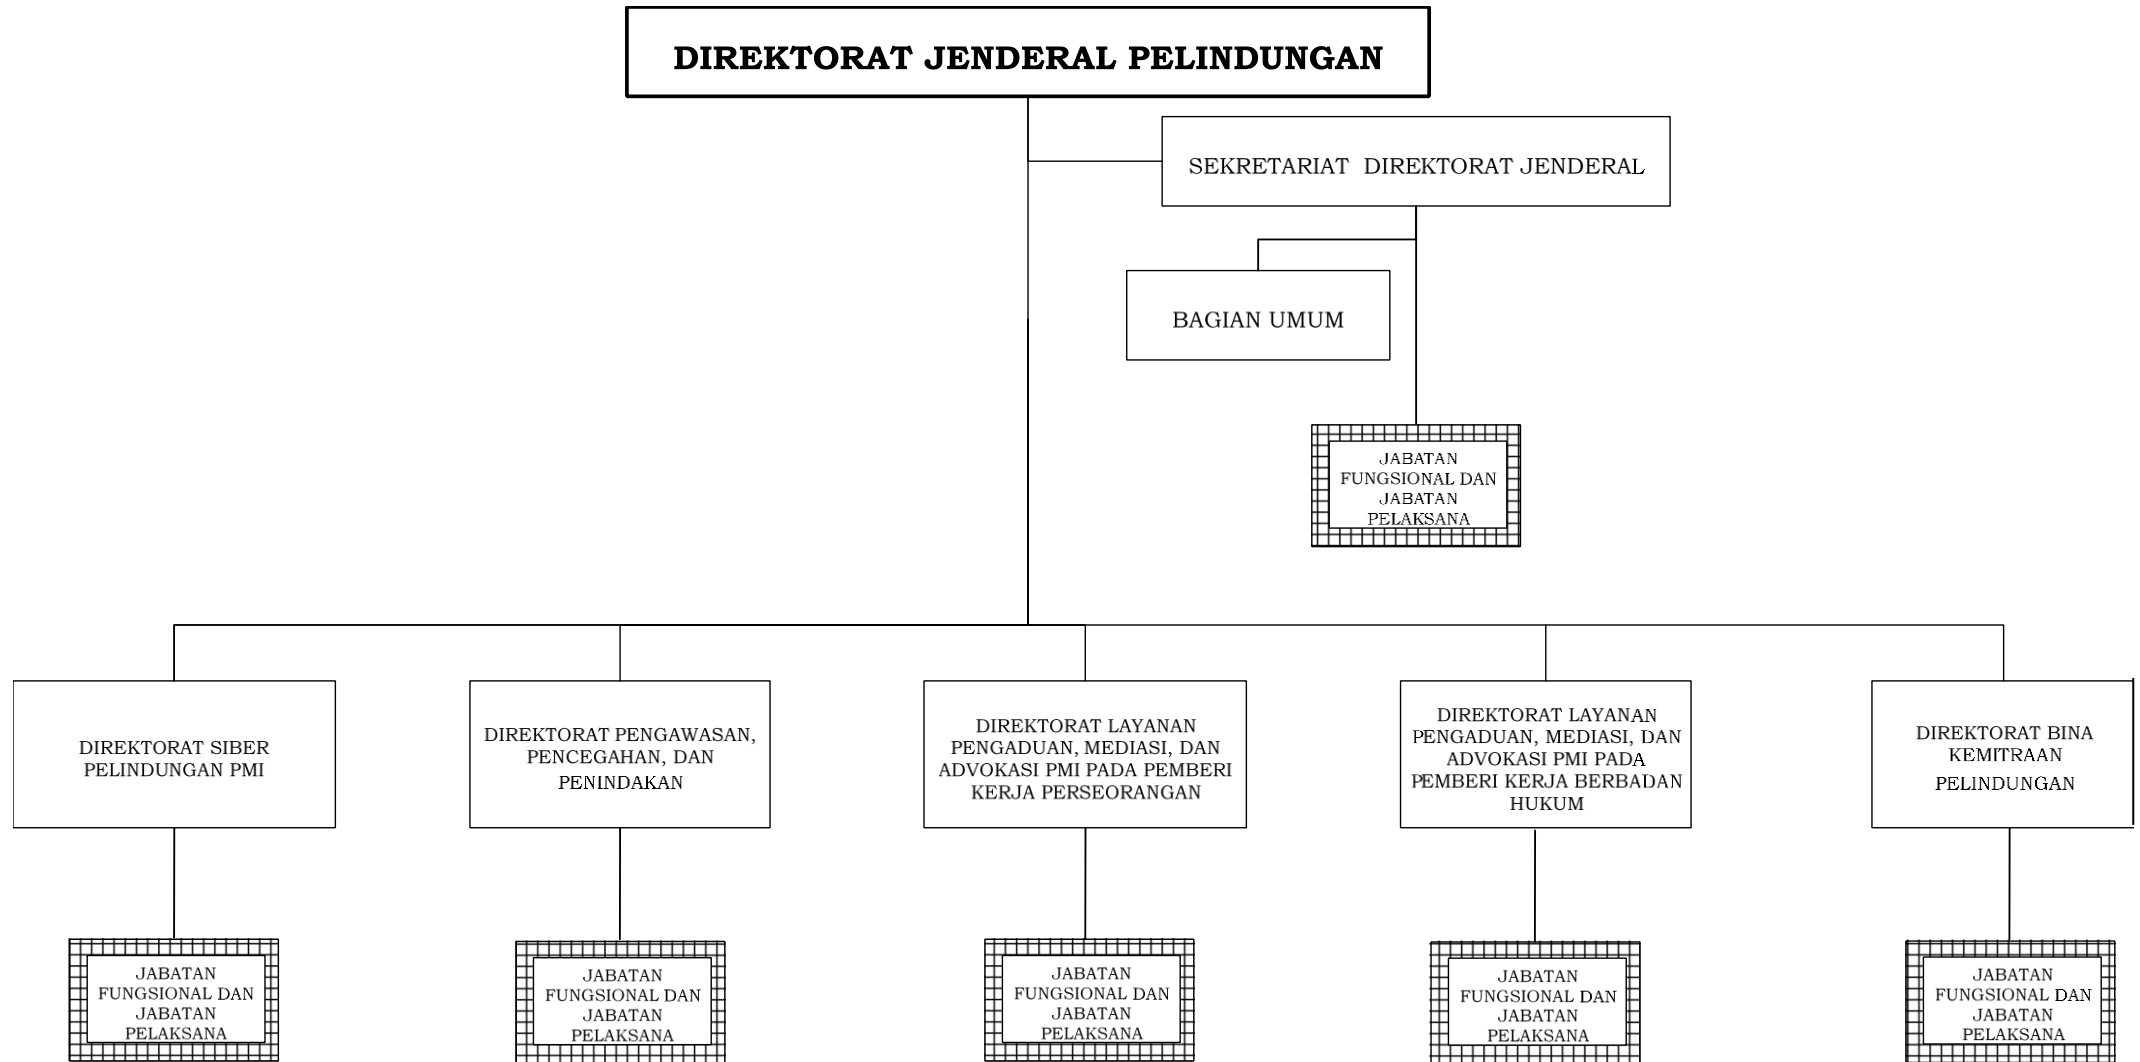 DIREKTORAT JENDERAL PELINDUNGAN
SEKRETARIAT DIREKTORAT JENDERAL
BAGIAN UMUM
JABATAN
FUNGSIONAL DAN
JABATAN
PELAKSANA
DIREKTORAT SIBER
PELINDUNGAN PMI
DIREKTORAT PENGAWASAN,
PENCEGAHAN, DAN
PENINDAKAN
DIREKTORAT LAYANAN
PENGADUAN, MEDIASI, DAN
ADVOKASI PMI PADA PEMBERI
KERJA PERSEORANGAN
DIREKTORAT LAYANAN
PENGADUAN, MEDIASI, DAN
ADVOKASI PMI PADA
PEMBERI KERJA BERBADAN
HUKUM
DIREKTORAT BINA
KEMITRAAN
PELINDUNGAN
JABATAN
FUNGSIONAL DAN
JABATAN
PELAKSANA
JABATAN
FUNGSIONAL DAN
JABATAN
PELAKSANA
JABATAN
FUNGSIONAL DAN
JABATAN
PELAKSANA
JABATAN
FUNGSIONAL DAN
JABATAN
PELAKSANA
JABATAN
FUNGSIONAL DAN
JABATAN
PELAKSANA